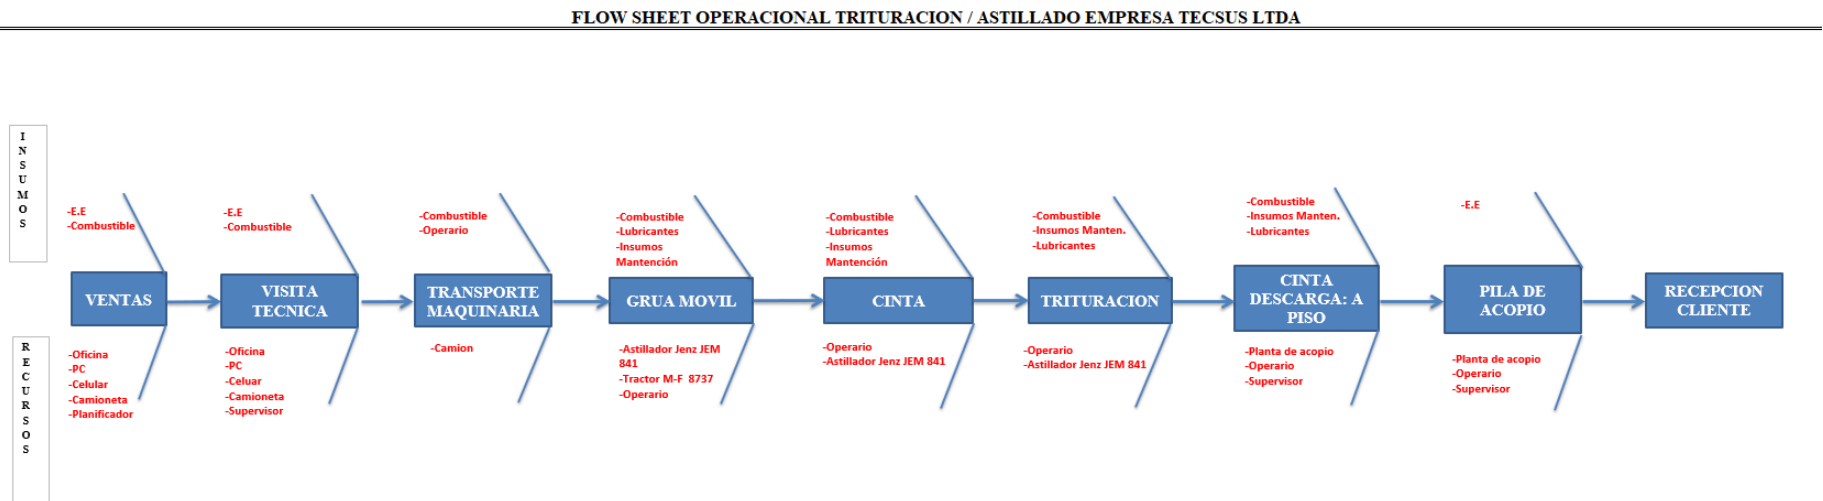 FLOW SHEET OPERACIONAL TRITURACION / ASTILLADO EMPRESA TECSUS LTDA
INSUMOS
-E.E
-Combustible
-E.E
-Combustible
-Combustible
-Operario
-Combustible
-Lubricantes
-Insumos
Mantención
-Combustible
-Lubricantes
-Insumos
Mantención
-Combustible
-Insumos Manten.
-Lubricantes
-Combustible
-Insumos Manten.
-Lubricantes
-E.E
VENTAS
VISITA
TECNICA
TRANSPORTE
MAQUINARIA
GRUA MOVIL
CINTA
TRITURACION
CINTA
DESCARGA: A
PISO
PILA DE
ACOPIO
RECEPCION
CLIENTE
RECURSOS
-Oficina
-PC
-Celular
-Camioneta
-Planificador
-Oficina
-PC
-Celuar
-Camioneta
-Supervisor
-Camion
-Astillador Jenz JEM
841
-Tractor M-F 8737
-Operario
-Operario
-Astillador Jenz JEM 841
-Operario
-Astillador Jenz JEM 841
-Planta de acopio
-Operario
-Supervisor
-Planta de acopio
-Operario
-Supervisor